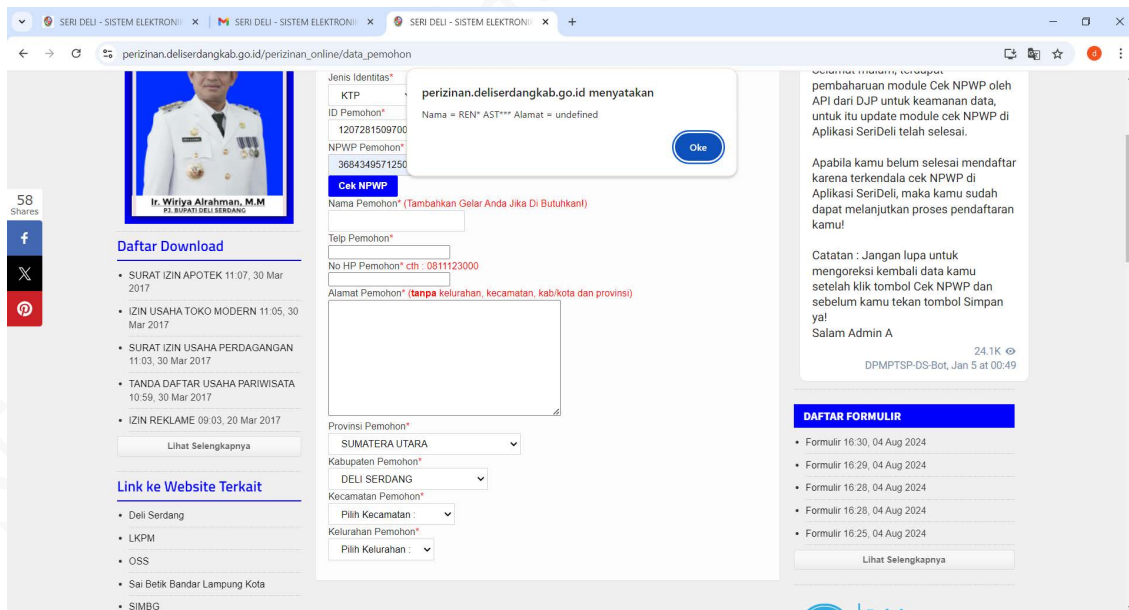 SERI DELI - SISTEM ELEKTRONI
SERI DELI - SISTEM ELEKTRONI
SERI DELI - SISTEM ELEKTRONI
perizinan.deliserdangkab.go.id/perizinan_online/data_pemohon
d
58
Shares
Ir. Wiriya Alrahman, M.M
PJ. BUPATI DELI SERDANG
Daftar Download
SURAT IZIN APOTEK 11:07, 30 Mar
2017
IZIN USAHA TOKO MODERN 11:05, 30
Mar 2017
SURAT IZIN USAHA PERDAGANGAN
11:03, 30 Mar 2017
TANDA DAFTAR USAHA PARIWISATA
10:59, 30 Mar 2017
IZIN REKLAME 09:03, 20 Mar 2017
Lihat Selengkapnya
Link ke Website Terkait
Deli Serdang
LKPM
OSS
Sai Betik Bandar Lampung Kota
SIMBG
Jenis Identitas*
KTP
ID Pemohon*
1207281509700
NPWP Pemohon*
3684349571250
Cek NPWP
perizinan.deliserdangkab.go.id menyatakan
Nama = REN* AST*** Alamat = undefined
Oke
Nama Pemohon* (Tambahkan Gelar Anda Jika Di Butuhkan!)
Telp Pemohon*
No HP Pemohon* cth : 0811123000
Alamat Pemohon* (tanpa kelurahan, kecamatan, kab/kota dan provinsi)
Provinsi Pemohon*
SUMATERA UTARA
Kabupaten Pemohon*
DELI SERDANG
Kecamatan Pemohon*
Pilih Kecamatan :
Kelurahan Pemohon*
Pilih Kelurahan :
Selamat malam, terdapat
pembaharuan module Cek NPWP oleh
API dari DJP untuk keamanan data,
untuk itu update module cek NPWP di
Aplikasi SeriDeli telah selesai.
Apabila kamu belum selesai mendaftar
karena terkendala cek NPWP di
Aplikasi SeriDeli, maka kamu sudah
dapat melanjutkan proses pendaftaran
kamu!
Catatan : Jangan lupa untuk
mengoreksi kembali data kamu
setelah klik tombol Cek NPWP dan
sebelum kamu tekan tombol Simpan
ya!
Salam Admin A
24.1K
DPMPTSP-DS-Bot, Jan 5 at 00:49
DAFTAR FORMULIR
Formulir 16:30, 04 Aug 2024
Formulir 16:29, 04 Aug 2024
Formulir 16:28, 04 Aug 2024
Formulir 16:28, 04 Aug 2024
Formulir 16:25, 04 Aug 2024
Lihat Selengkapnya